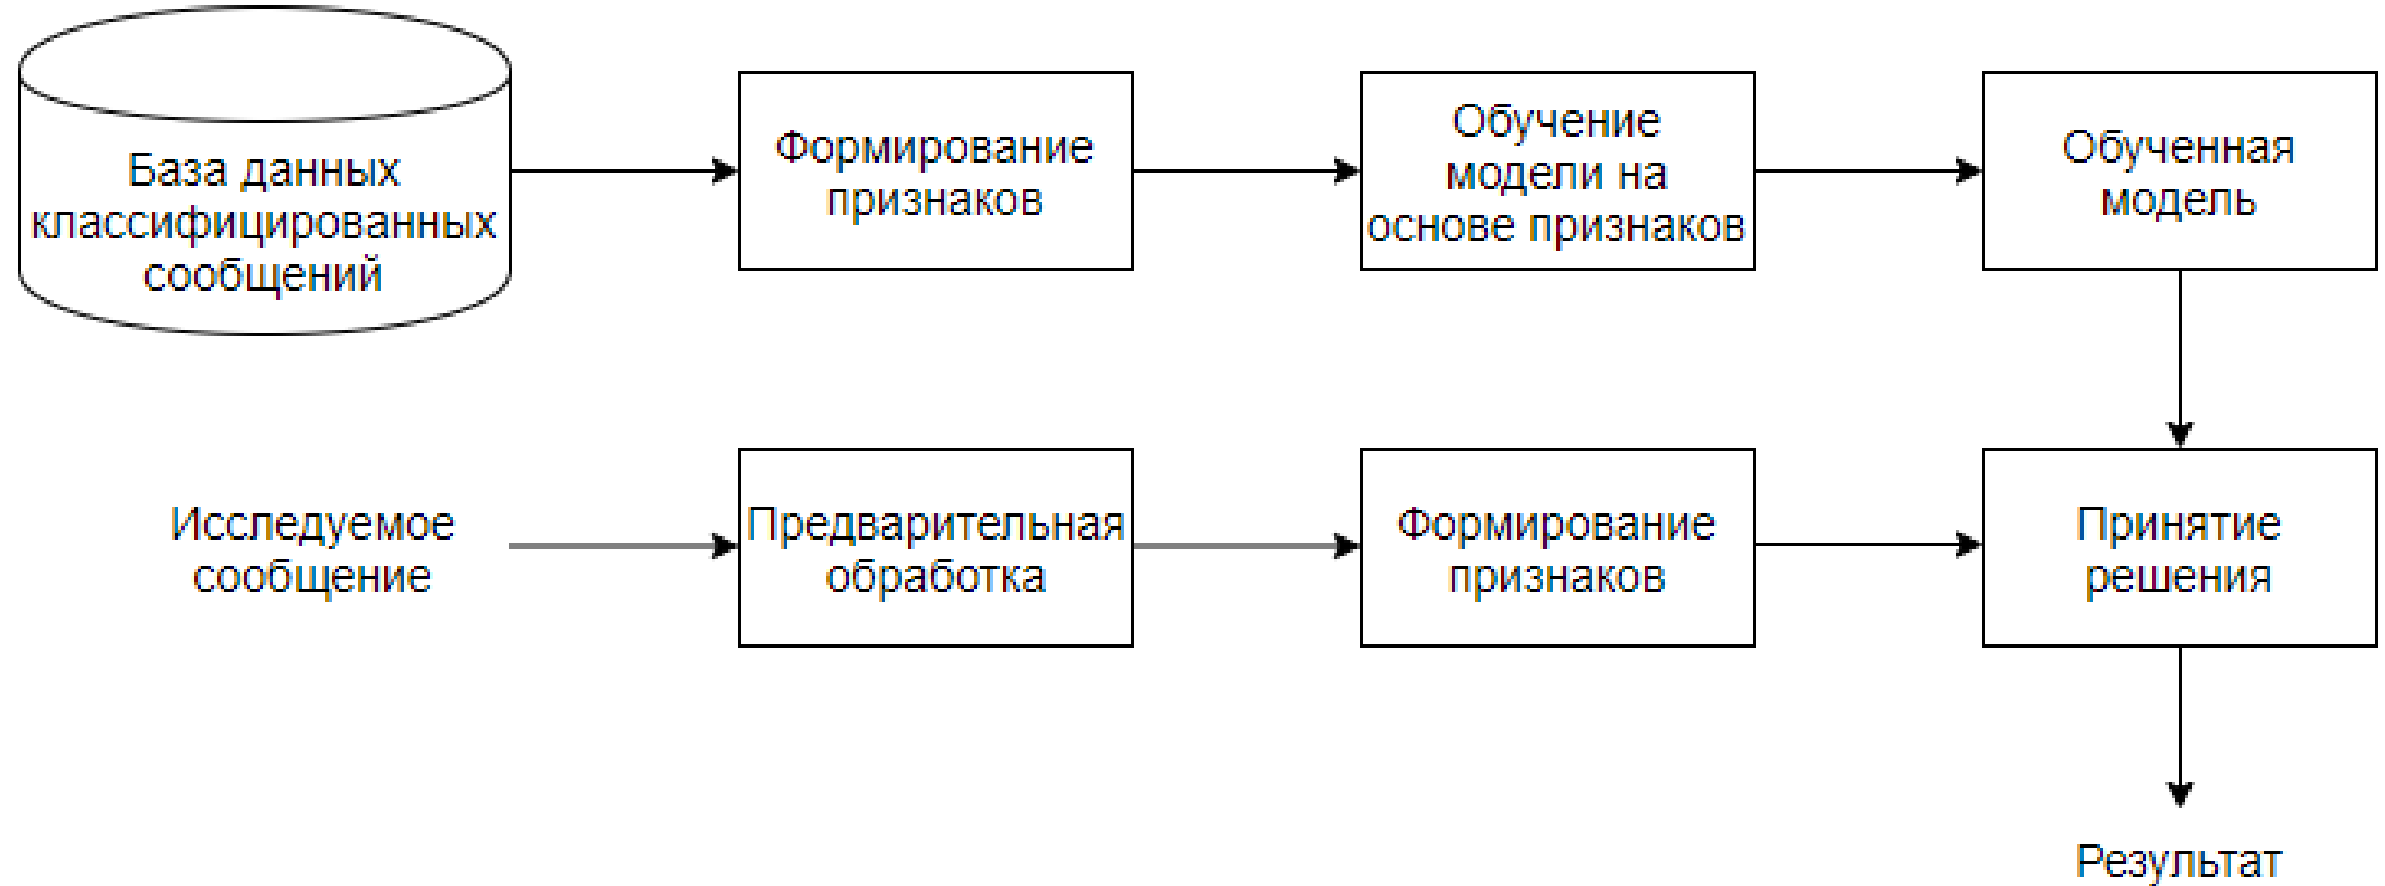 База данных
классифицированных
сообщений
Формирование
признаков
Обучение
модели на
основе признаков
Обученная
модель
Исследуемое
сообщение
Предварительная
обработка
Формирование
признаков
Принятие
решения
Результат